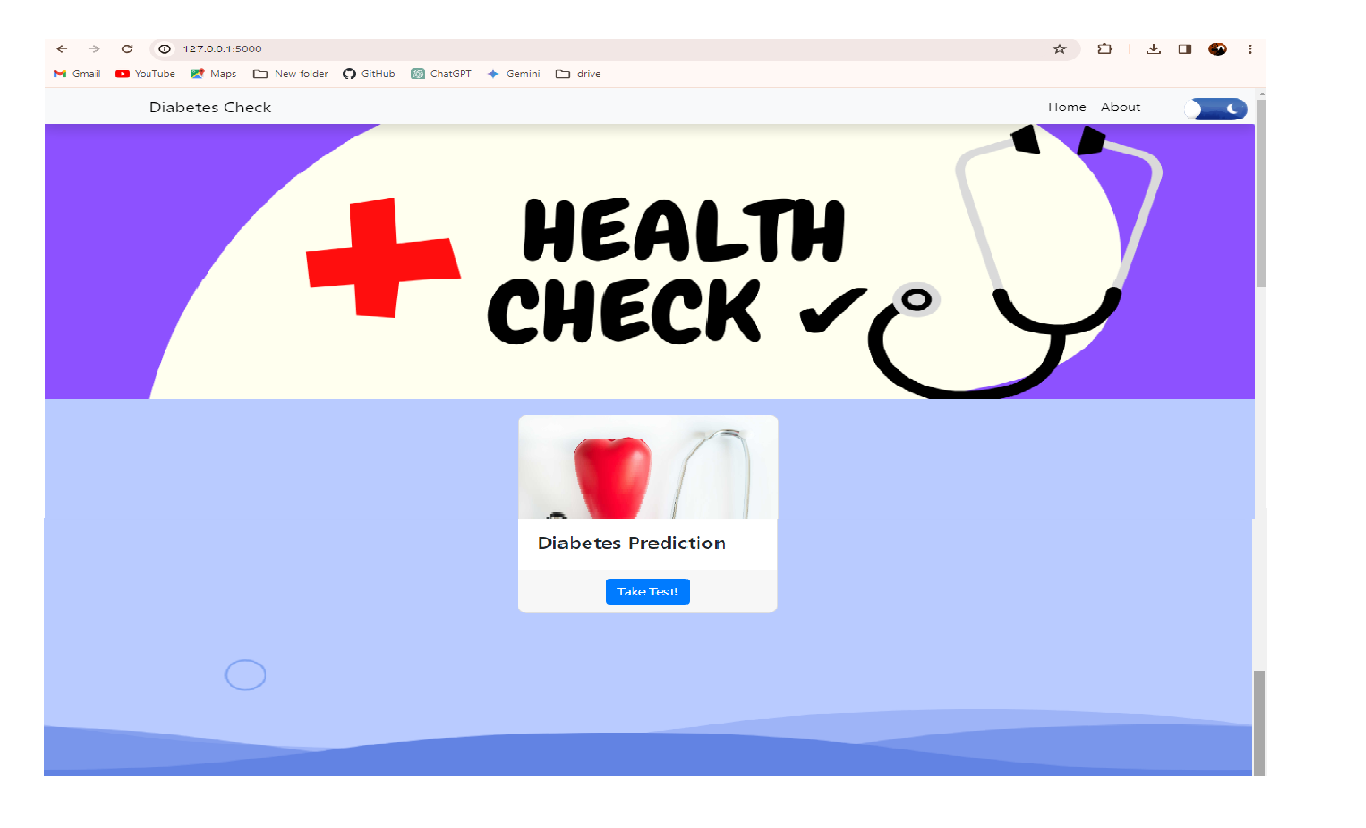 127.0.0.1:5000
Gmail YouTube Maps New folder GitHub ChatGPT Gemini drive
Diabetes Check Home About
HEALTH
CHECK
Diabetes Prediction
Take Test!